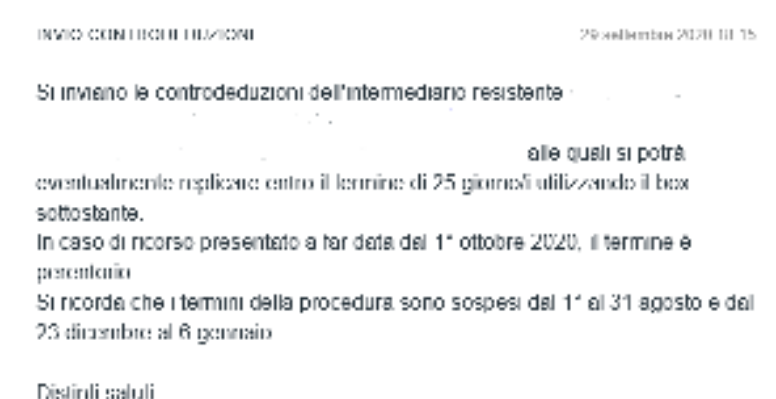 INVIO CONTRODEDUZIONI 29 settembre 2020 18:15
Si inviano le controdeduzioni dell'intermediario resistente
alle quali si potrà
eventualmente replicare entro il termine di 25 giorno/i utilizzando il box
sottostante.
In caso di ricorso presentato a far data dal 1° ottobre 2020, il termine è
perentorio
Si ricorda che i termini della procedura sono sospesi dal 1° al 31 agosto e dal
23 dicembre al 6 gennaio
Distinti saluti